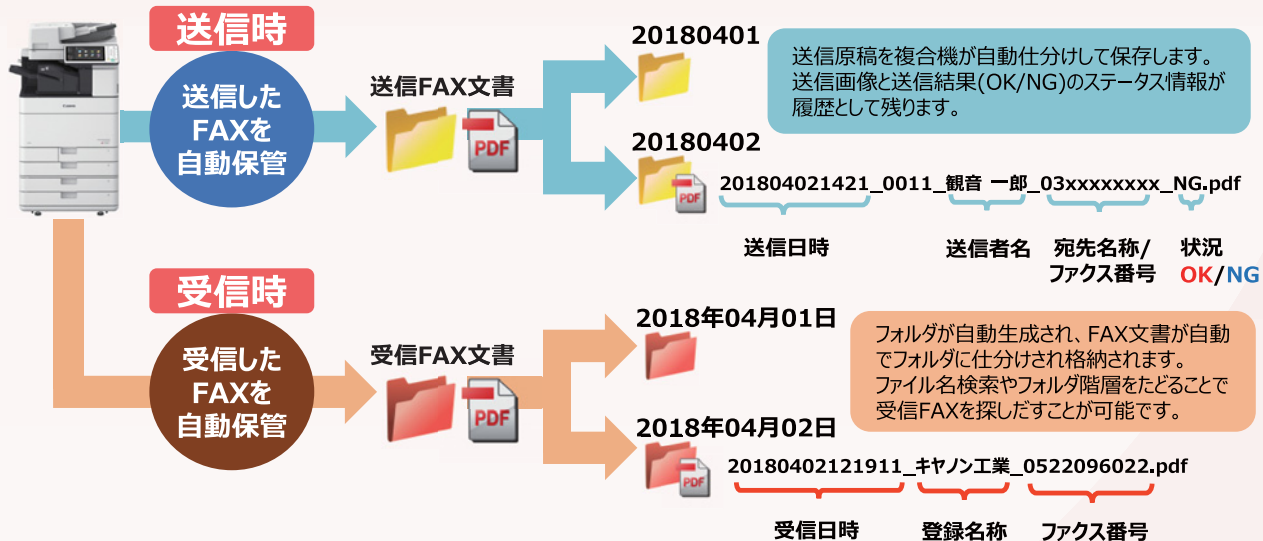 送信時
送信した
FAXを
自動保管
Canon
送信FAX文書
PDF
20180401
20180402
PDF
送信原稿を複合機が自動仕分けして保存します。
送信画像と送信結果(OK/NG)のステータス情報が
履歴として残ります。
201804021421_0011_観音 一郎_03xxxxxxxx_NG.pdf
送信日時
送信者名
宛先名称/
ファクス番号
状況
OK/NG
受信時
受信した
FAXを
自動保管
受信FAX文書
PDF
2018年04月01日
2018年04月02日
PDF
フォルダが自動生成され、FAX文書が自動
でフォルダに仕分けされ格納されます。
ファイル名検索やフォルダ階層をたどることで
受信FAXを探しだすことが可能です。
20180402121911_キヤノン工業_0522096022.pdf
受信日時
登録名称
ファクス番号